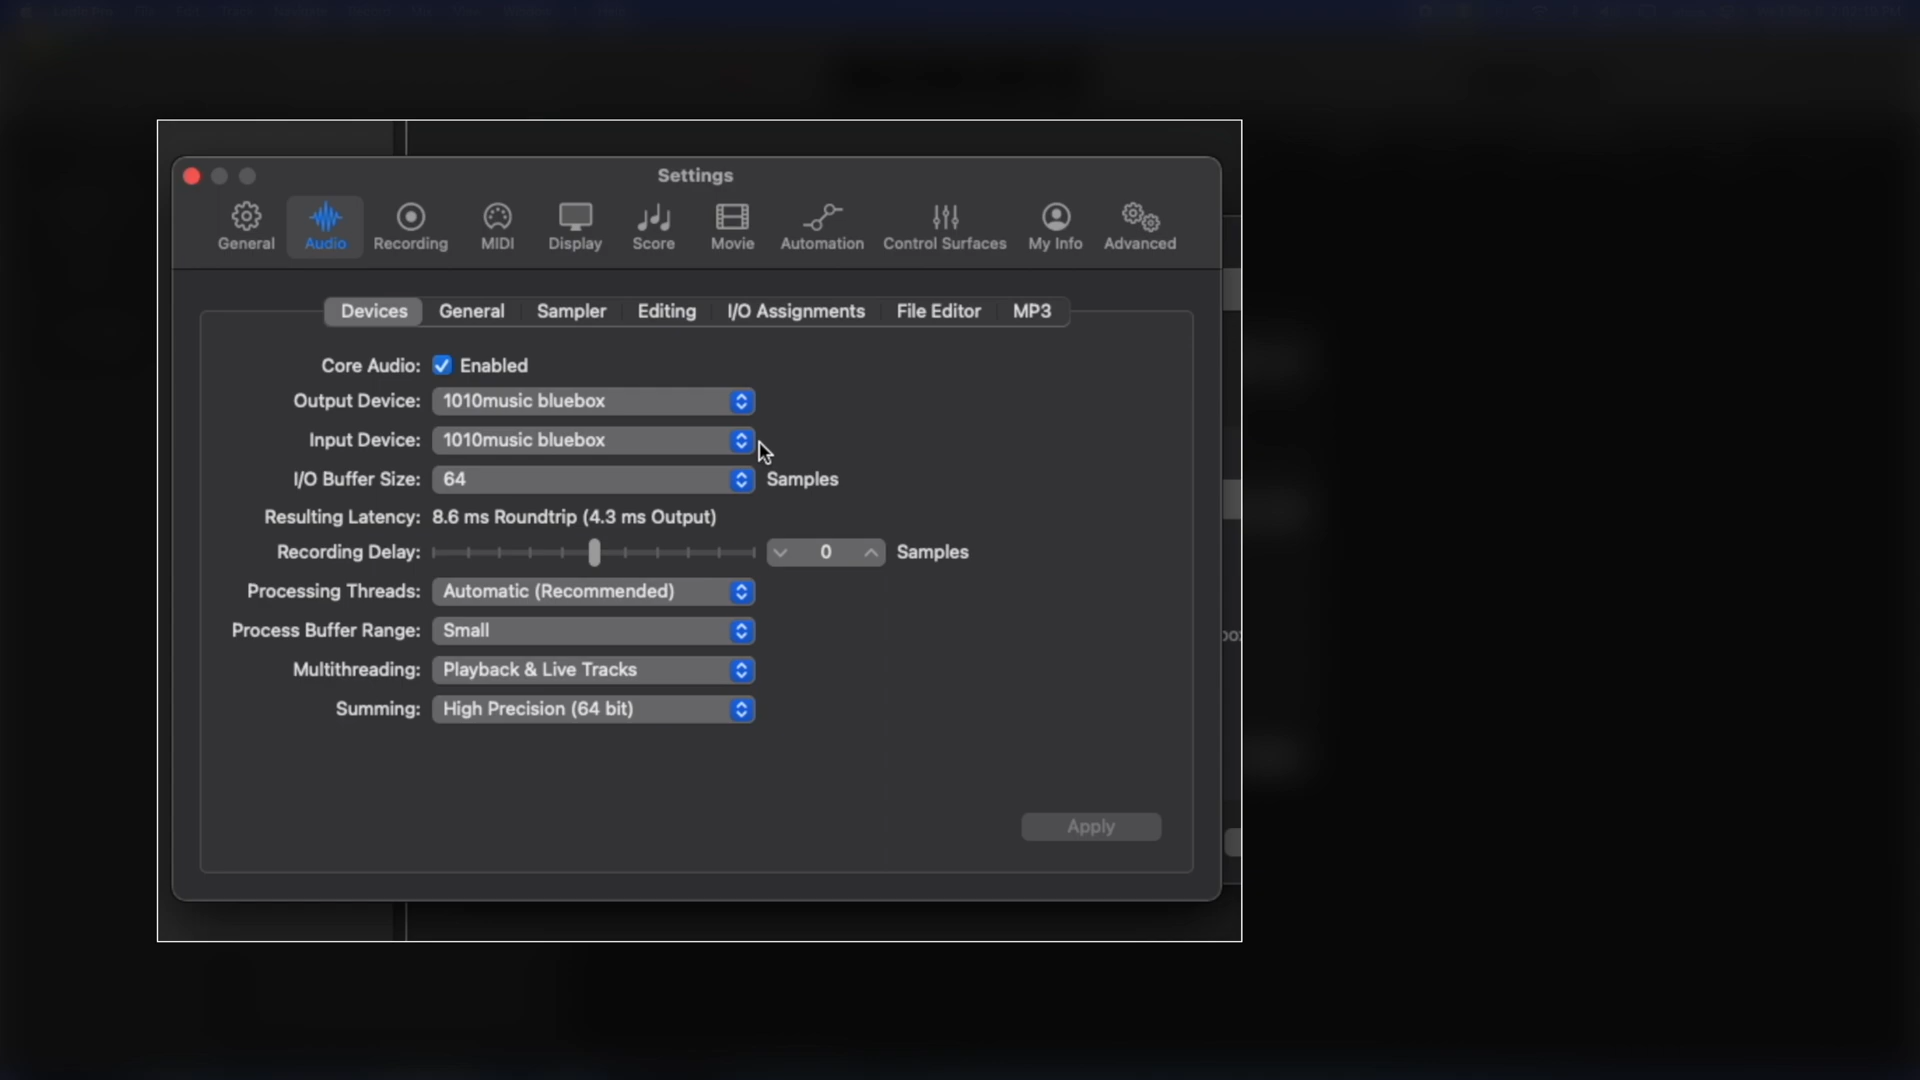 Settings
General Audio Recording MIDI Display Score Movie Automation Control Surfaces My Info Advanced
Devices General Sampler Editing I/O Assignments File Editor MP3
Core Audio: Enabled
Output Device: 1010music bluebox
Input Device: 1010music bluebox
I/O Buffer Size: 64 Samples
Resulting Latency: 8.6 ms Roundtrip (4.3 ms Output)
Recording Delay: 0 Samples
Processing Threads: Automatic (Recommended)
Process Buffer Range: Small
Multithreading: Playback & Live Tracks
Summing: High Precision (64 bit)
Apply